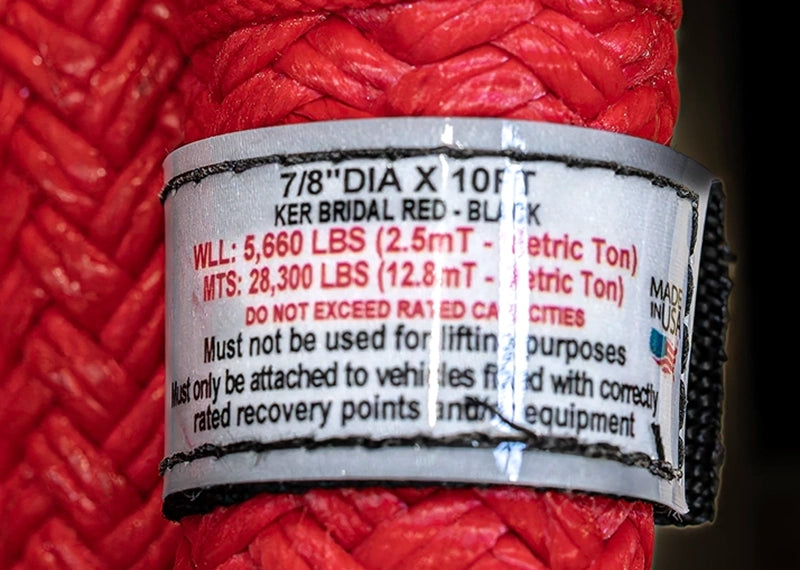 7/8"DIA X 10FT
KER BRIDAL RED - BLACK
WLL: 5,660 LBS (2.5mT - Metric Ton)
MTS: 28,300 LBS (12.8mT - Metric Ton)
DO NOT EXCEED RATED CAPACITIES
Must not be used for lifting purposes
Must only be attached to vehicles fitted with correctly
rated recovery points and/ equipment
MADE
IN USA